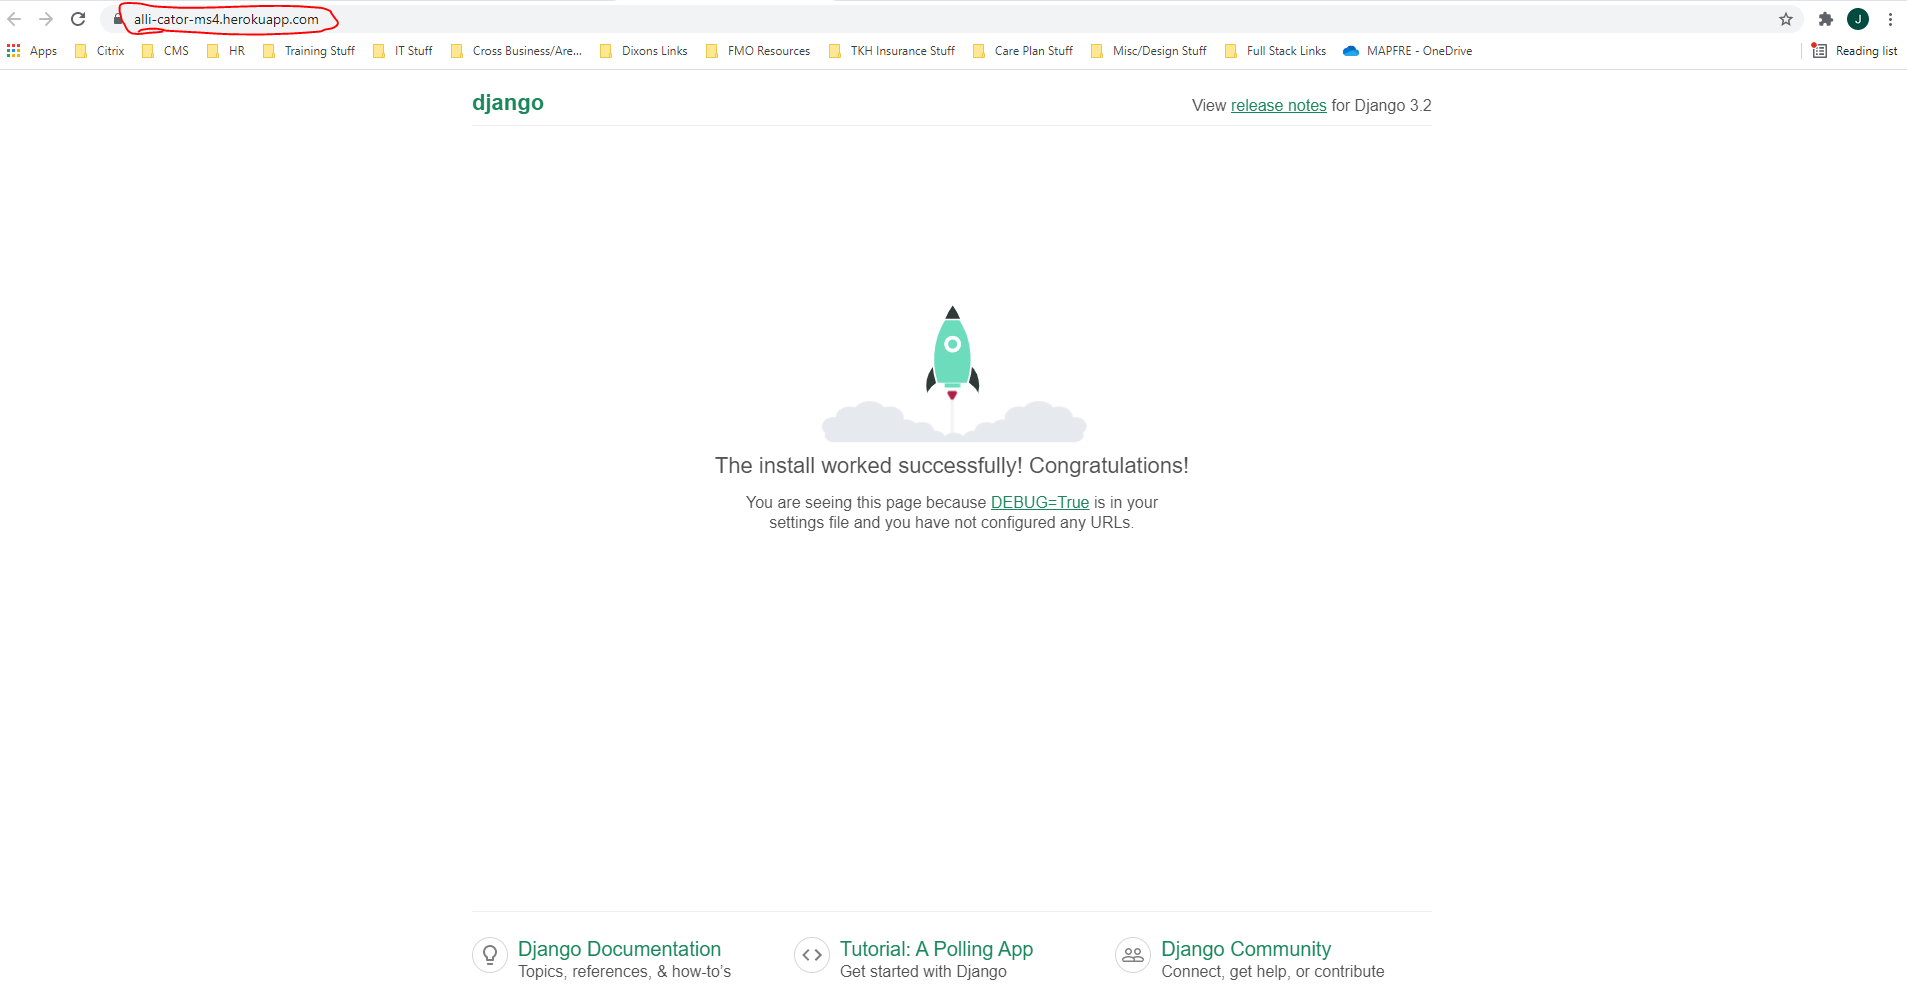 alli-cator-ms4.herokuapp.com
J
Apps Citrix CMS HR Training Stuff IT Stuff Cross Business/Are... Dixons Links FMO Resources TKH Insurance Stuff Care Plan Stuff Misc/Design Stuff Full Stack Links MAPFRE - OneDrive Reading list
django View release notes for Django 3.2
The install worked successfully! Congratulations!
You are seeing this page because DEBUG=True is in your
settings file and you have not configured any URLs.
Django Documentation Tutorial: A Polling App Django Community
Topics, references, & how-to’s Get started with Django Connect, get help, or contribute